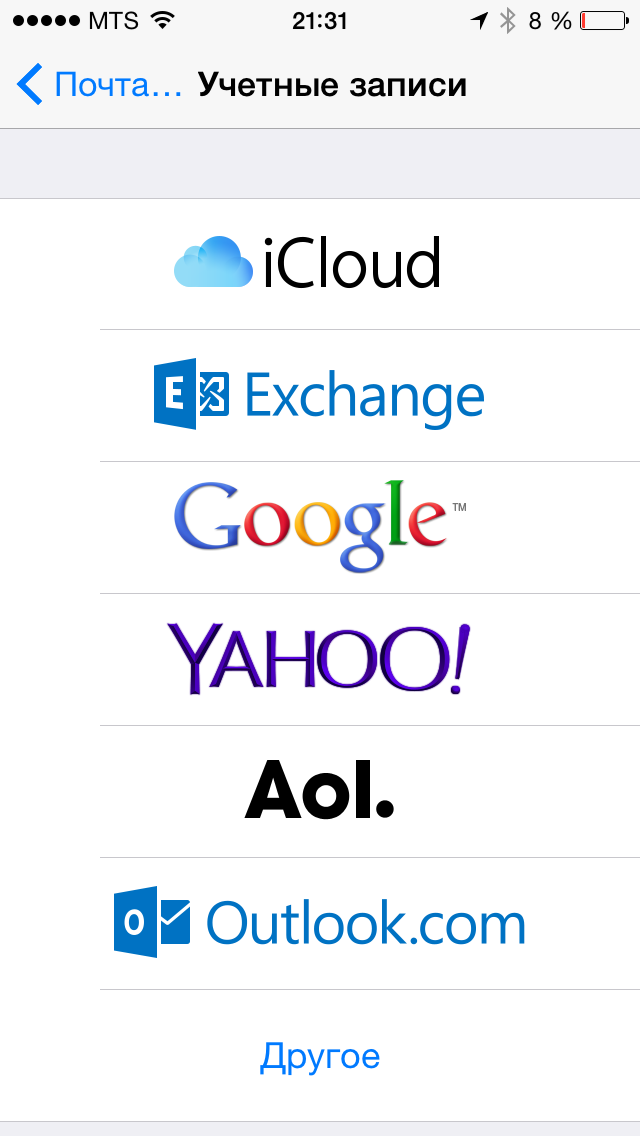 MTS 21:31 8 %
Почта... Учетные записи
iCloud
E Exchange
Google™
YAHOO!
Aol.
O Outlook.com
Другое